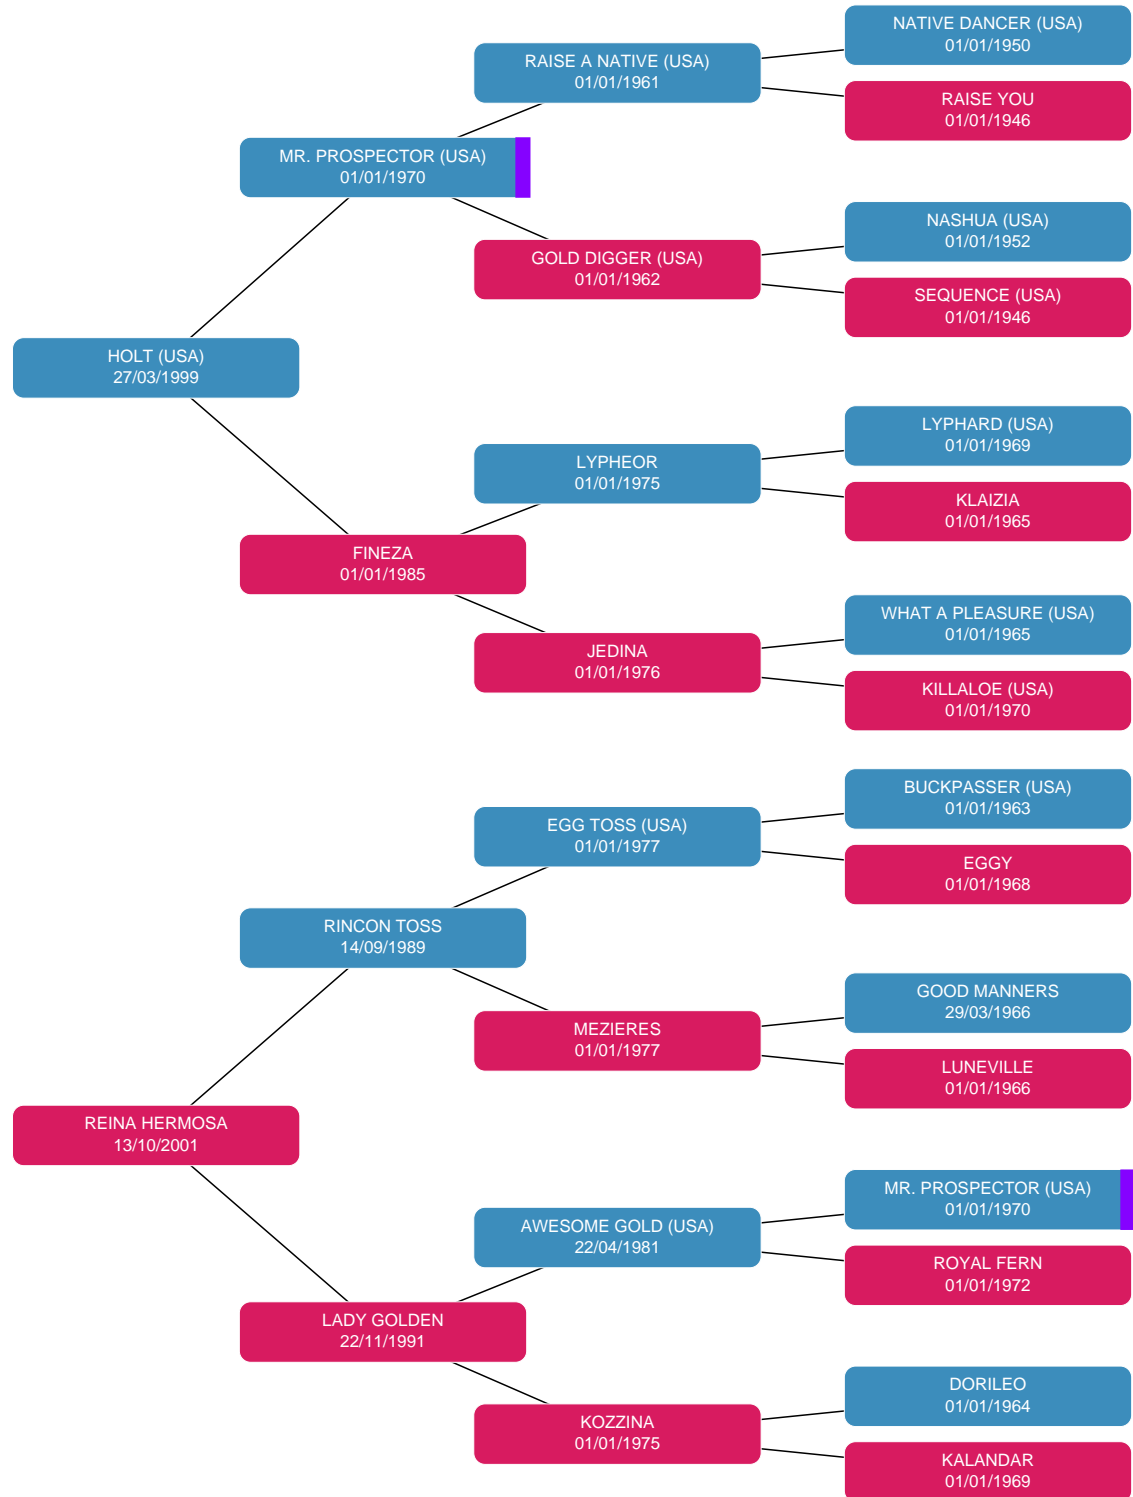 NATIVE DANCER (USA)
01/01/1950
RAISE A NATIVE (USA)
01/01/1961
RAISE YOU
01/01/1946
MR. PROSPECTOR (USA)
01/01/1970
NASHUA (USA)
01/01/1952
GOLD DIGGER (USA)
01/01/1962
SEQUENCE (USA)
01/01/1946
HOLT (USA)
27/03/1999
LYPHARD (USA)
01/01/1969
LYPHEOR
01/01/1975
KLAIZIA
01/01/1965
FINEZA
01/01/1985
WHAT A PLEASURE (USA)
01/01/1965
JEDINA
01/01/1976
KILLALOE (USA)
01/01/1970
BUCKPASSER (USA)
01/01/1963
EGG TOSS (USA)
01/01/1977
EGGY
01/01/1968
RINCON TOSS
14/09/1989
GOOD MANNERS
29/03/1966
MEZIERES
01/01/1977
LUNEVILLE
01/01/1966
REINA HERMOSA
13/10/2001
MR. PROSPECTOR (USA)
01/01/1970
AWESOME GOLD (USA)
22/04/1981
ROYAL FERN
01/01/1972
LADY GOLDEN
22/11/1991
DORILEO
01/01/1964
KOZZINA
01/01/1975
KALANDAR
01/01/1969